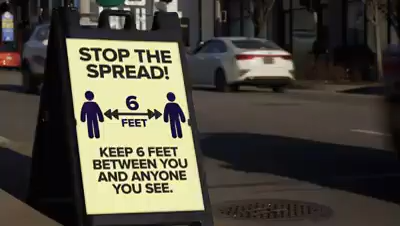 STOP THE
SPREAD!
6
FEET
KEEP 6 FEET
BETWEEN YOU
AND ANYONE
YOU SEE.